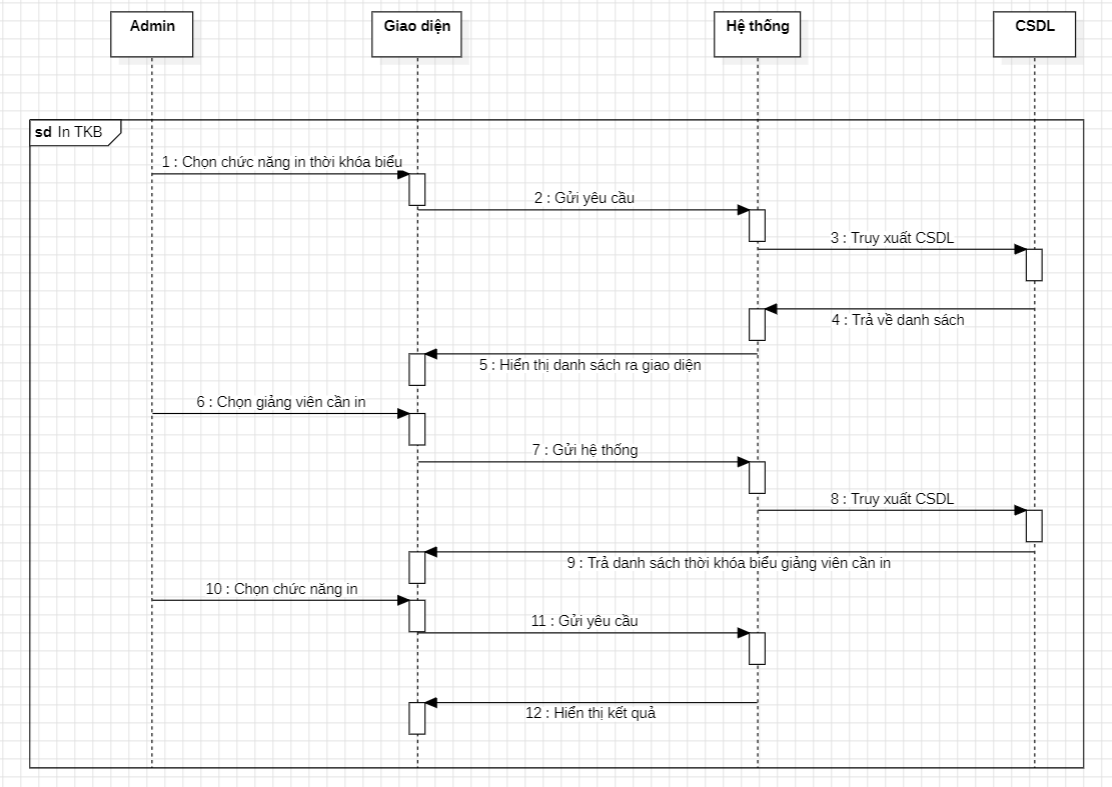 Admin
Giao diện
Hệ thống
CSDL
sd In TKB
1 : Chọn chức năng in thời khóa biểu
2 : Gửi yêu cầu
3 : Truy xuất CSDL
4 : Trả về danh sách
5 : Hiển thị danh sách ra giao diện
6 : Chọn giảng viên cần in
7 : Gửi hệ thống
8 : Truy xuất CSDL
9 : Trả danh sách thời khóa biểu giảng viên cần in
10 : Chọn chức năng in
11 : Gửi yêu cầu
12 : Hiển thị kết quả